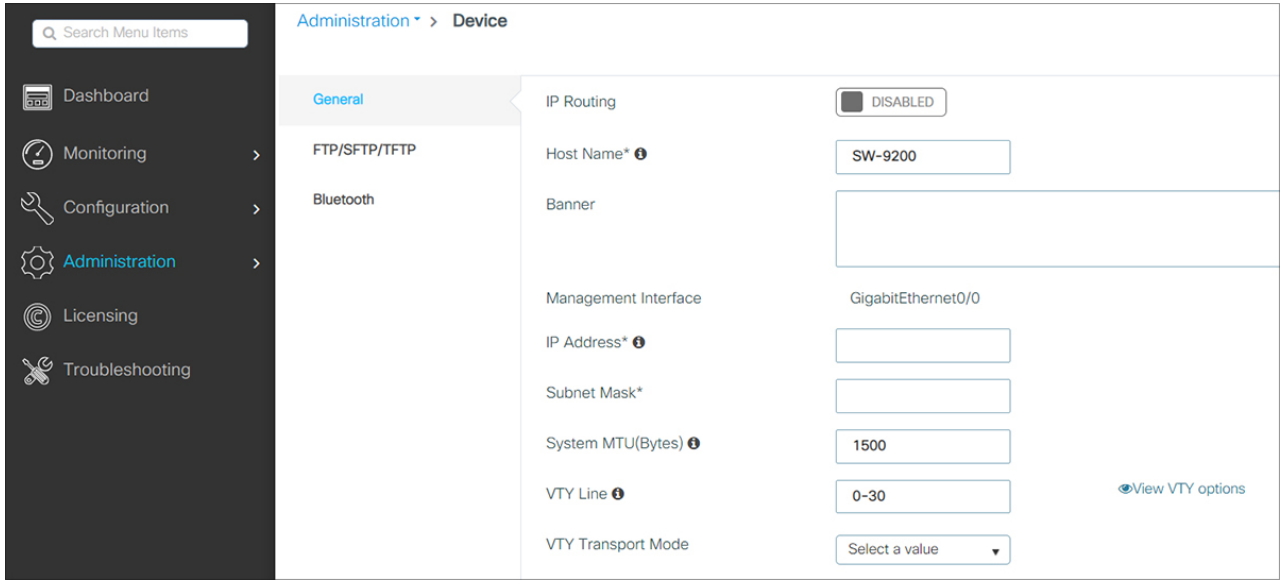 Search Menu Items
Dashboard
Monitoring
Configuration
Administration
Licensing
Troubleshooting
Administration > Device
General
FTP/SFTP/TFTP
Bluetooth
IP Routing DISABLED
Host Name* SW-9200
Banner
Management Interface GigabitEthernet0/0
IP Address*
Subnet Mask*
System MTU(Bytes) 1500
VTY Line 0-30 View VTY options
VTY Transport Mode Select a value